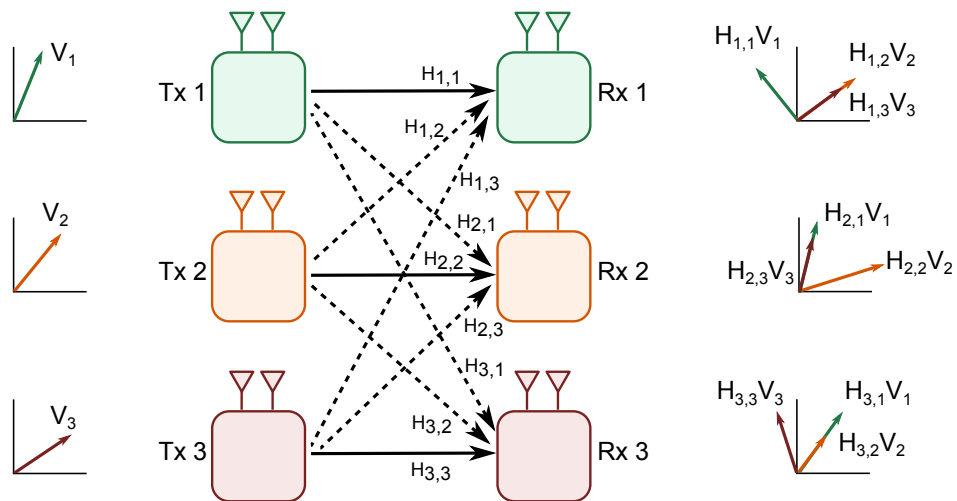 V1
Tx 1
H1,1
Rx 1
H1,1V1
H1,2V2
H1,3V3
H1,2
H1,3
V2
Tx 2
H2,1
H2,2
Rx 2
H2,1V1
H2,3V3
H2,2V2
H2,3
V3
Tx 3
H3,1
H3,2
H3,3
Rx 3
H3,3V3
H3,1V1
H3,2V2